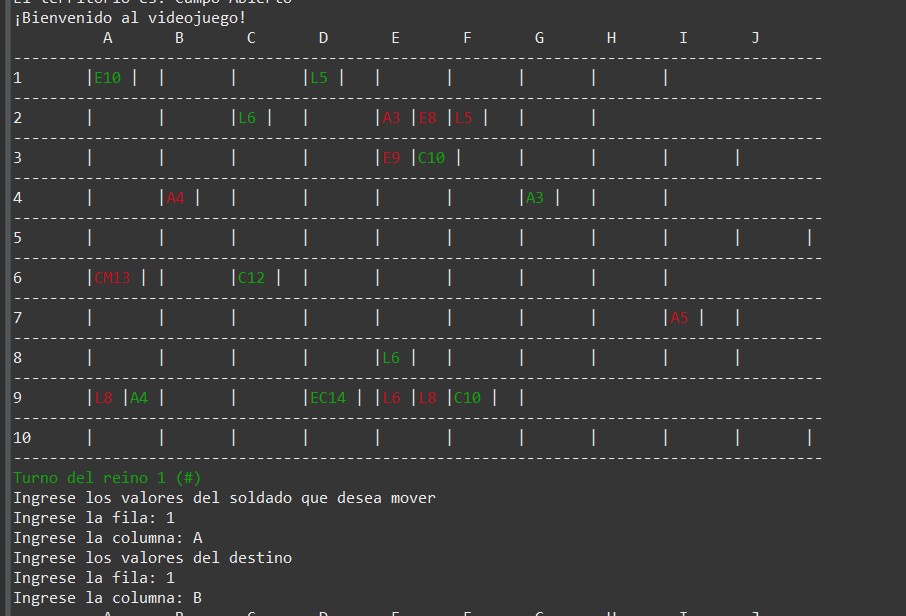 El territorio es: Campo Abierto
¡Bienvenido al videojuego!
          A       B       C       D       E       F       G       H       I       J
------------------------------------------------------------------------------------------
1       |E10 |  |       |       |L5 |   |       |       |       |       |
------------------------------------------------------------------------------------------
2       |       |       |L6 |   |       |A3 |E8 |L5 |   |       |
------------------------------------------------------------------------------------------
3       |       |       |       |       |E9 |C10 |      |       |       |
------------------------------------------------------------------------------------------
4       |       |A4 |   |       |       |       |       |A3 |   |       |
------------------------------------------------------------------------------------------
5       |       |       |       |       |       |       |       |       |       |       |
------------------------------------------------------------------------------------------
6       |CM13 | |       |C12 |  |       |       |       |       |       |
------------------------------------------------------------------------------------------
7       |       |       |       |       |       |       |       |       |A5 |   |
------------------------------------------------------------------------------------------
8       |       |       |       |       |L6 |   |       |       |       |       |
------------------------------------------------------------------------------------------
9       |L8 |A4 |       |       |EC14 | |L6 |L8 |C10 |  |
------------------------------------------------------------------------------------------
10      |       |       |       |       |       |       |       |       |       |       |
------------------------------------------------------------------------------------------
Turno del reino 1 (#)
Ingrese los valores del soldado que desea mover
Ingrese la fila: 1
Ingrese la columna: A
Ingrese los valores del destino
Ingrese la fila: 1
Ingrese la columna: B
          A       B       C       D       E       F       G       H       I       J